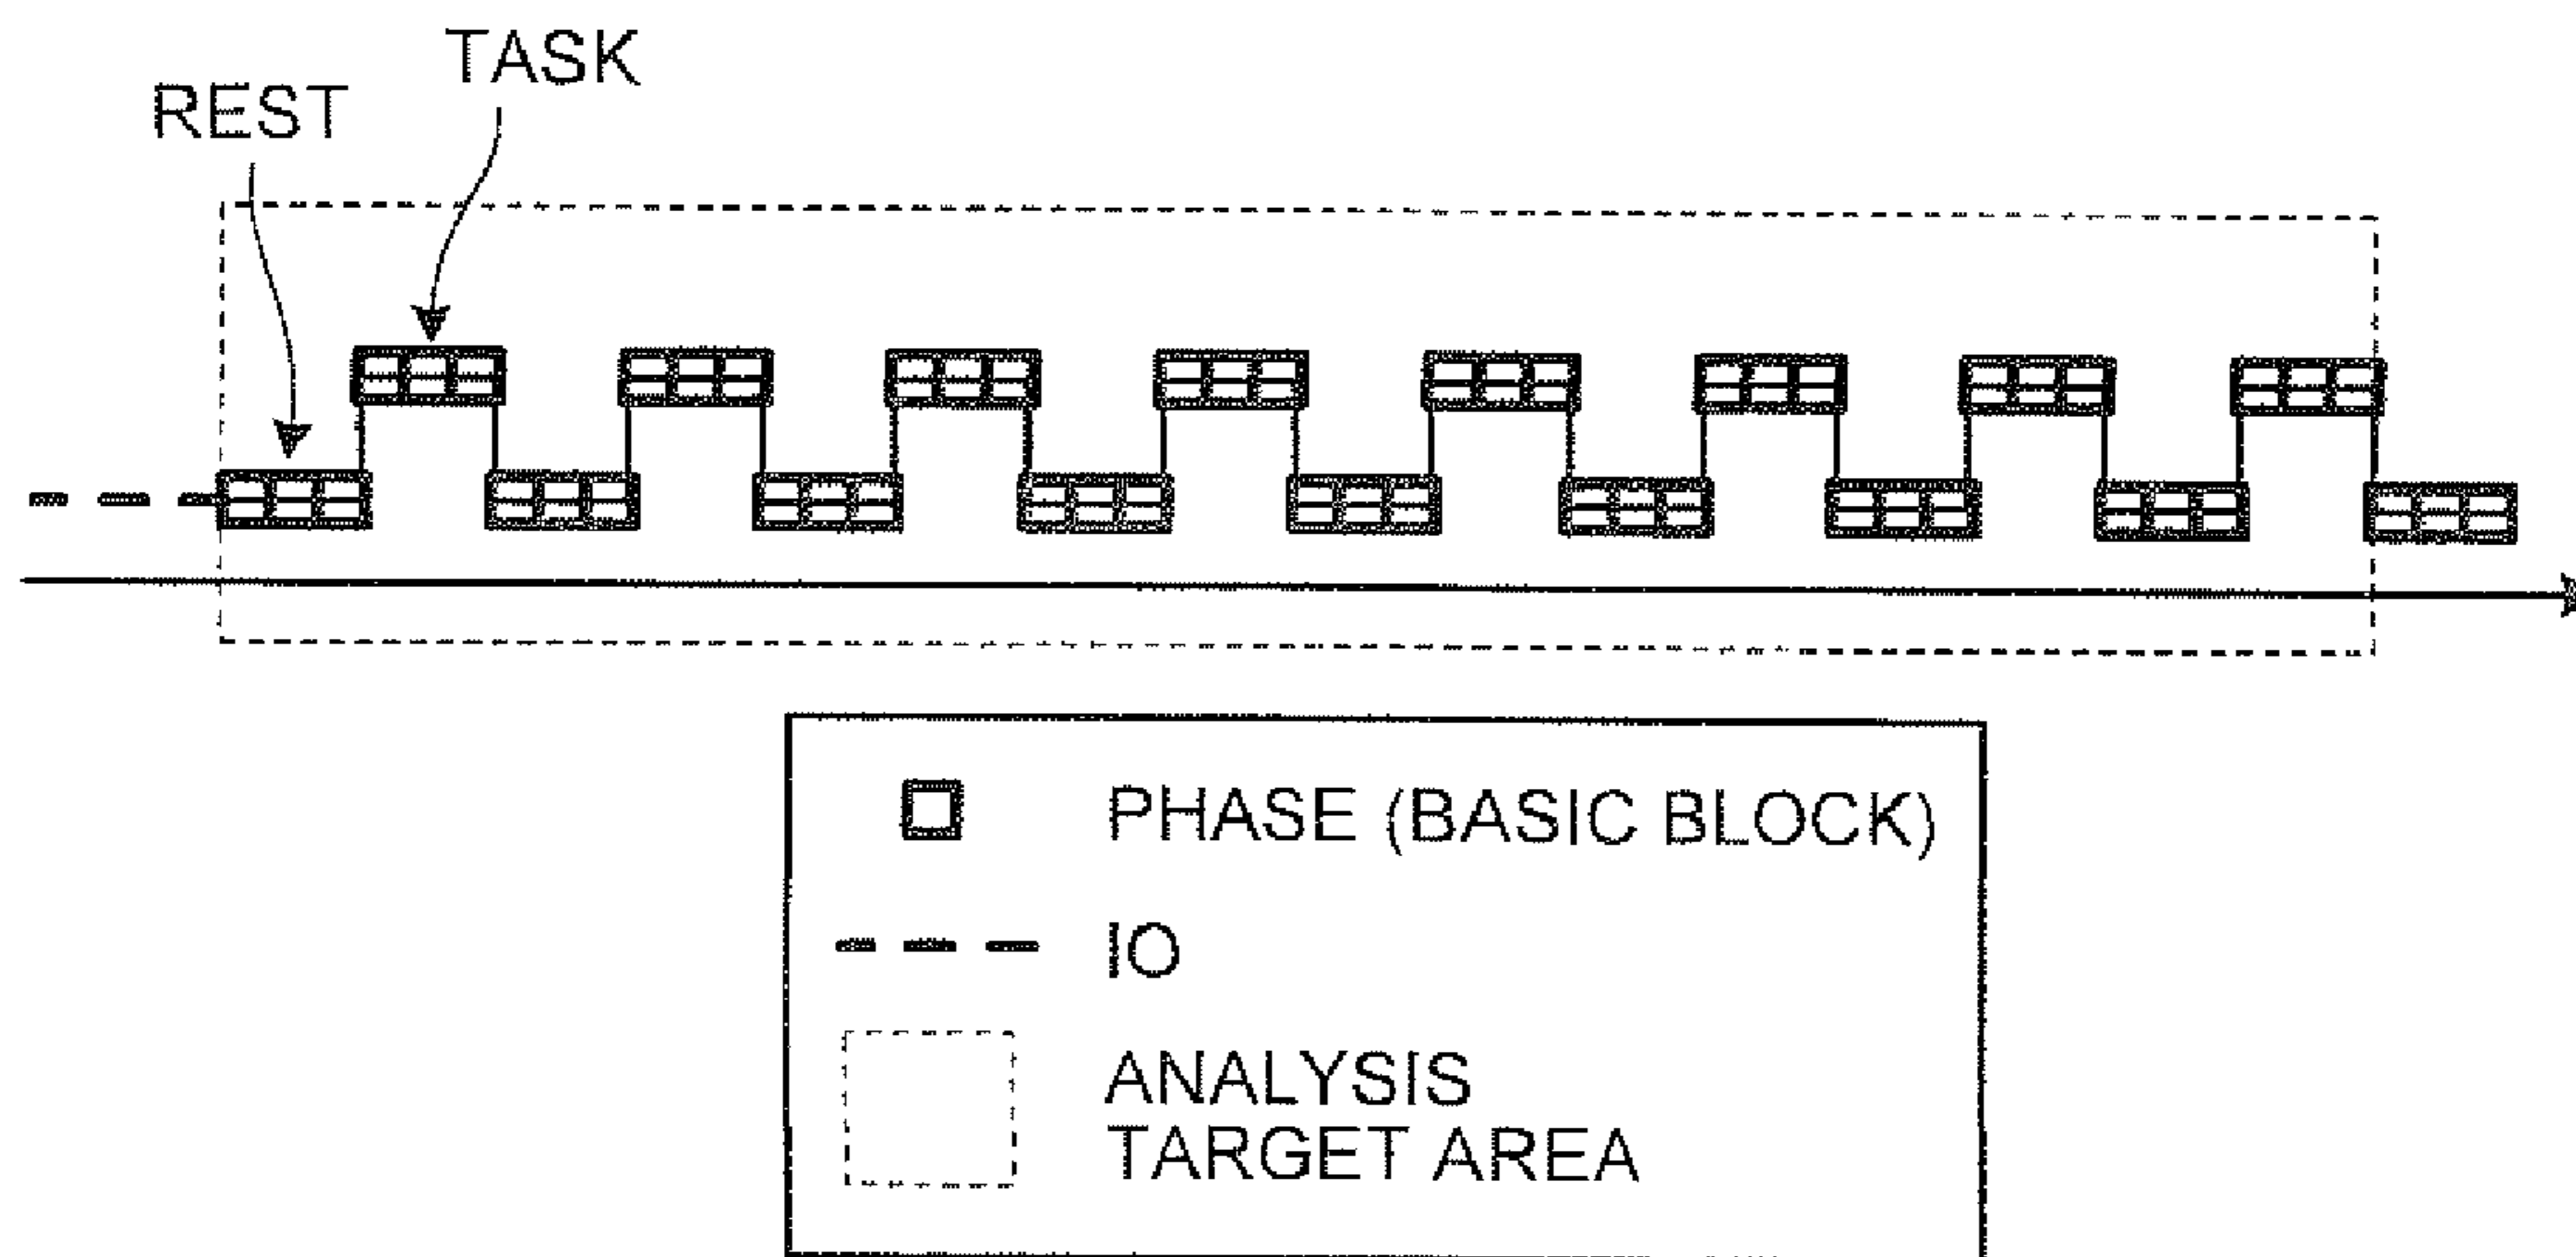 TASK
REST
PHASE (BASIC BLOCK)
IO
ANALYSIS
TARGET AREA